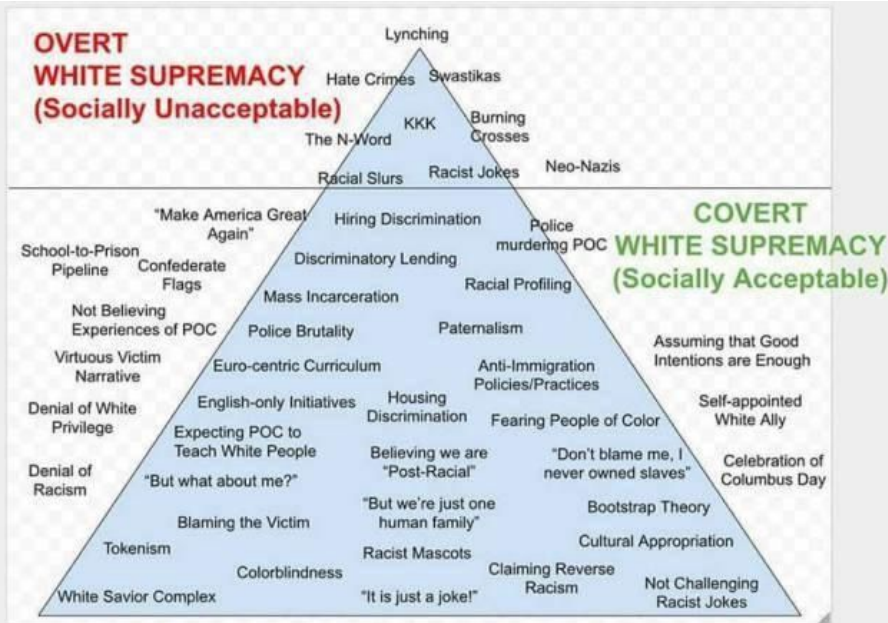 Lynching
OVERT
WHITE SUPREMACY
(Socially Unacceptable)
Hate Crimes
Swastikas
KKK
Burning
Crosses
The N-Word
Racial Slurs
Racist Jokes
Neo-Nazis
COVERT
WHITE SUPREMACY
(Socially Acceptable)
"Make America Great
Again"
Hiring Discrimination
Police
murdering POC
School-to-Prison
Pipeline
Confederate
Flags
Discriminatory Lending
Racial Profiling
Mass Incarceration
Not Believing
Experiences of POC
Police Brutality
Paternalism
Assuming that Good
Intentions are Enough
Virtuous Victim
Narrative
Euro-centric Curriculum
Anti-Immigration
Policies/Practices
Denial of White
Privilege
English-only Initiatives
Housing
Discrimination
Fearing People of Color
Self-appointed
White Ally
Expecting POC to
Teach White People
Believing we are
"Post-Racial"
"Don't blame me, I
never owned slaves"
Celebration of
Columbus Day
Denial of
Racism
"But what about me?"
"But we're just one
human family"
Bootstrap Theory
Blaming the Victim
Tokenism
Racist Mascots
Cultural Appropriation
Colorblindness
Claiming Reverse
Racism
Not Challenging
Racist Jokes
White Savior Complex
"It is just a joke!"